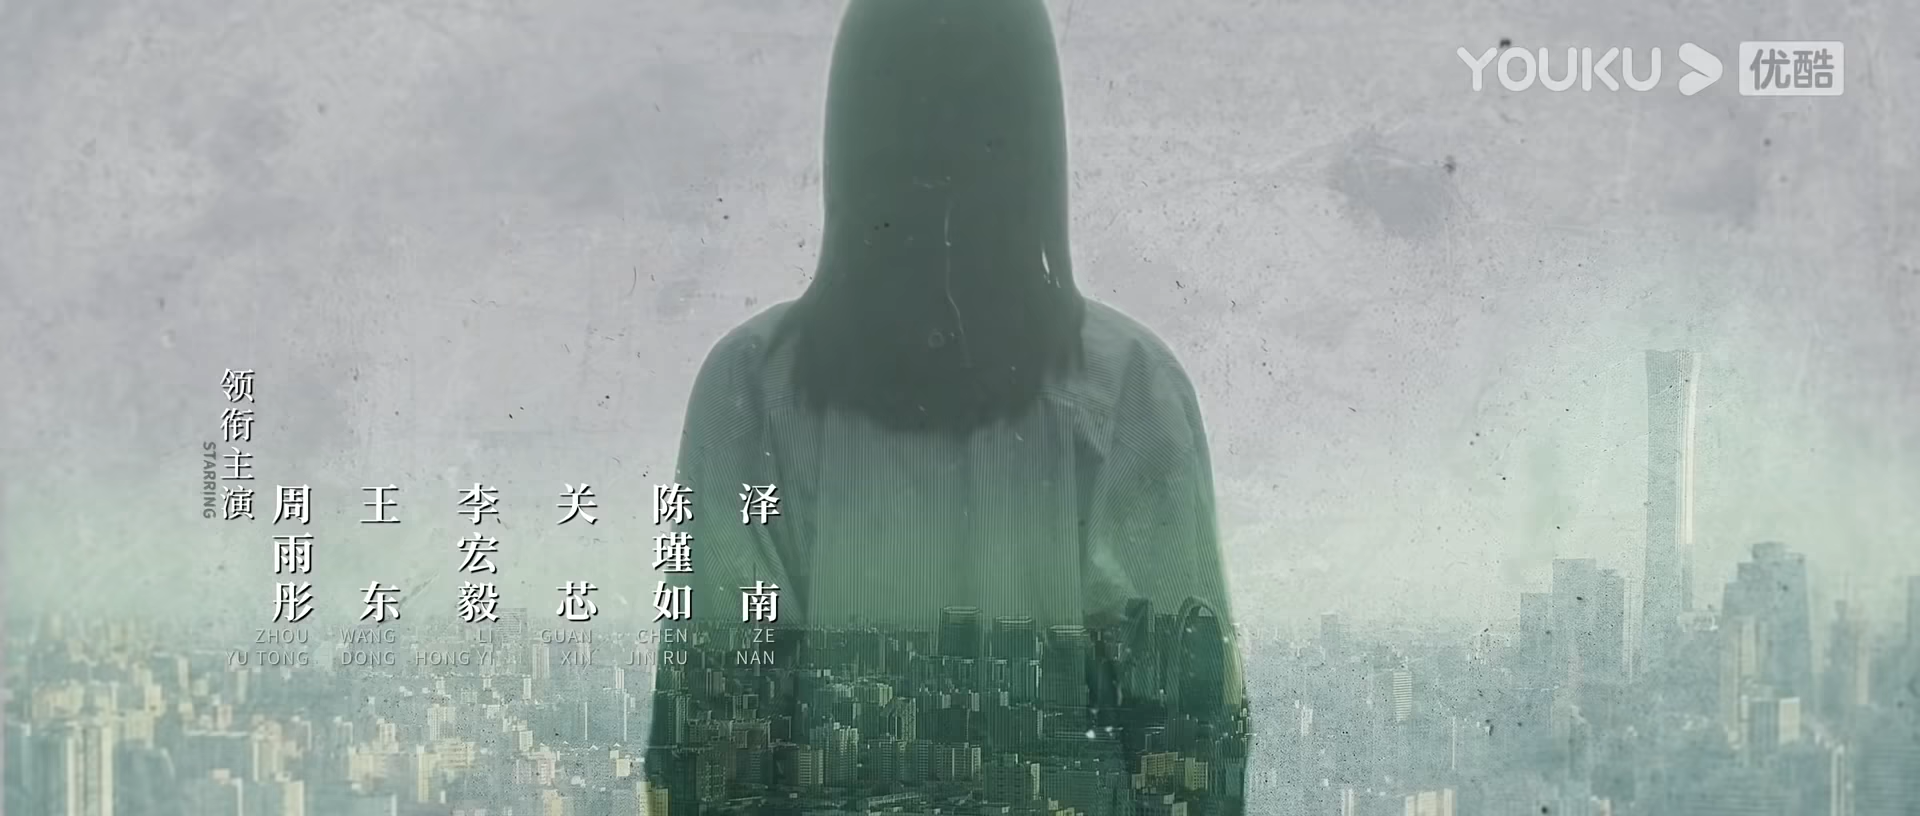 YOUKU 优酷
领衔主演
STARRING
周雨彤
ZHOU
YU TONG
王东
WANG
DONG
李宏毅
LI
HONG YI
关芯
GUAN
XIN
陈瑾如
CHEN
JIN RU
泽南
ZE
NAN